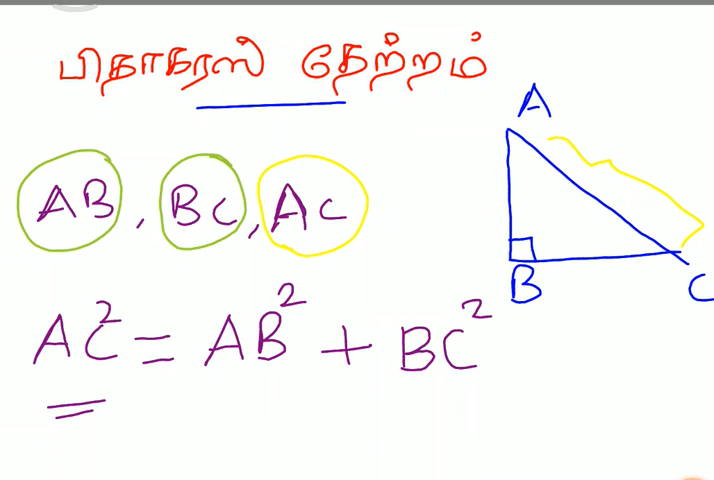 பிதாகரஸ் தேற்றம்
A
AB, BC, AC
B
C
AC² = AB² + BC²